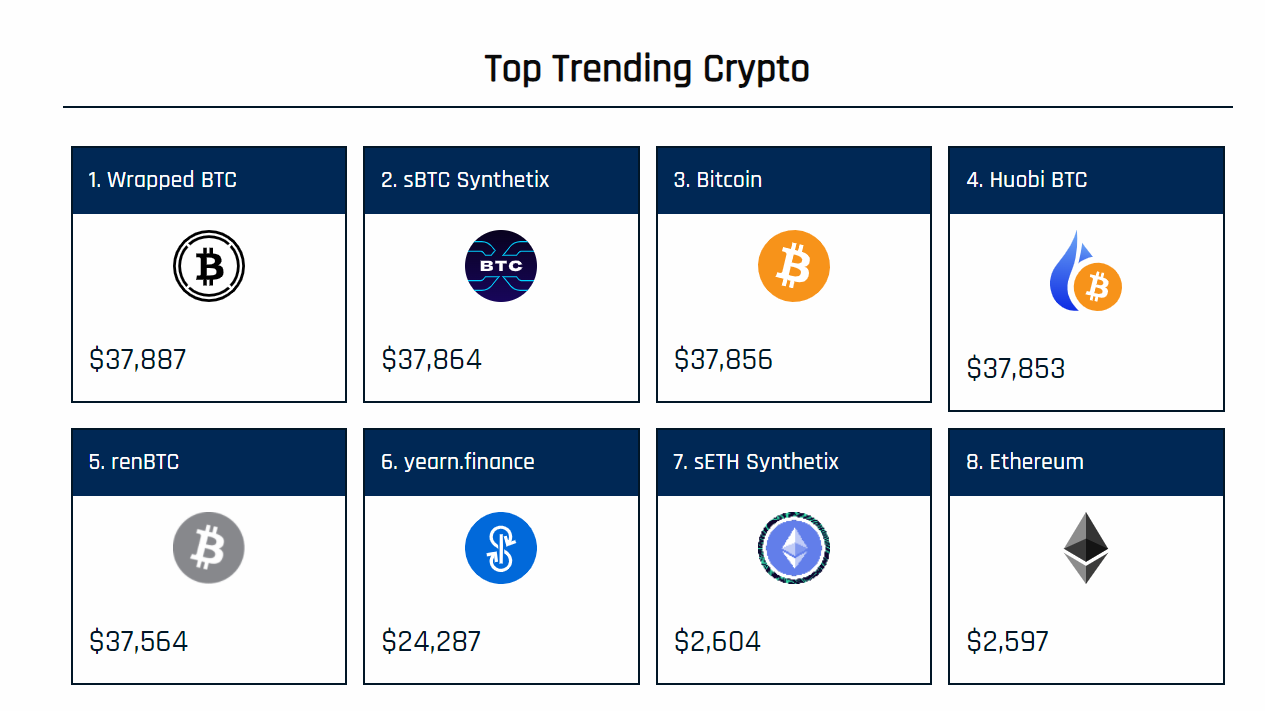 Top Trending Crypto
1. Wrapped BTC
2. sBTC Synthetix
3. Bitcoin
4. Huobi BTC
BTC
$37,887
$37,864
$37,856
$37,853
5. renBTC
6. yearn.finance
7. sETH Synthetix
8. Ethereum
$37,564
$24,287
$2,604
$2,597